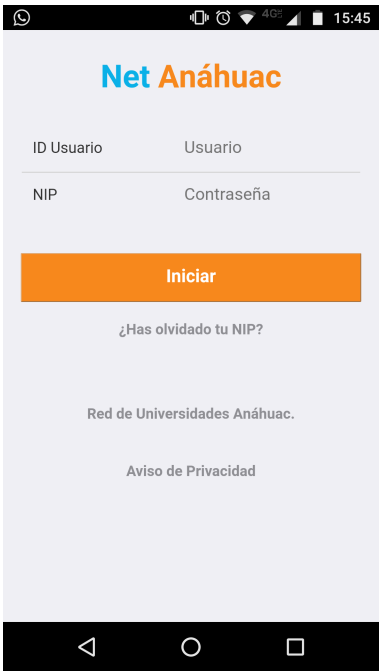 4G 15:45
Net Anáhuac
ID Usuario Usuario
NIP Contraseña
Iniciar
¿Has olvidado tu NIP?
Red de Universidades Anáhuac.
Aviso de Privacidad